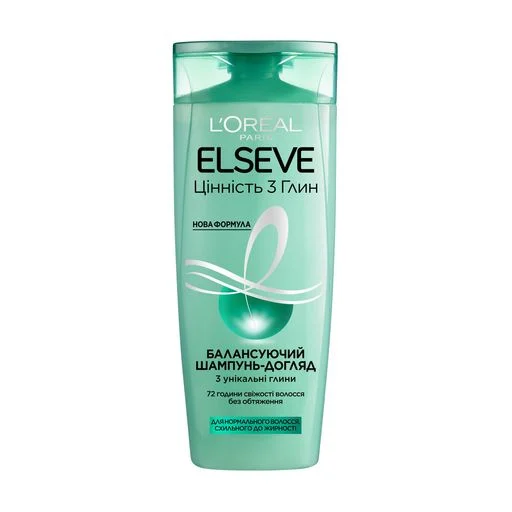 L'ORÉAL
PARIS
ELSEVE
Цінність 3 Глин
НОВА ФОРМУЛА
БАЛАНСУЮЧИЙ
ШАМПУНЬ-ДОГЛЯД
3 унікальні глини
72 години свіжості волосся
без обтяження
ДЛЯ НОРМАЛЬНОГО ВОЛОССЯ,
СХИЛЬНОГО ДО ЖИРНОСТІ